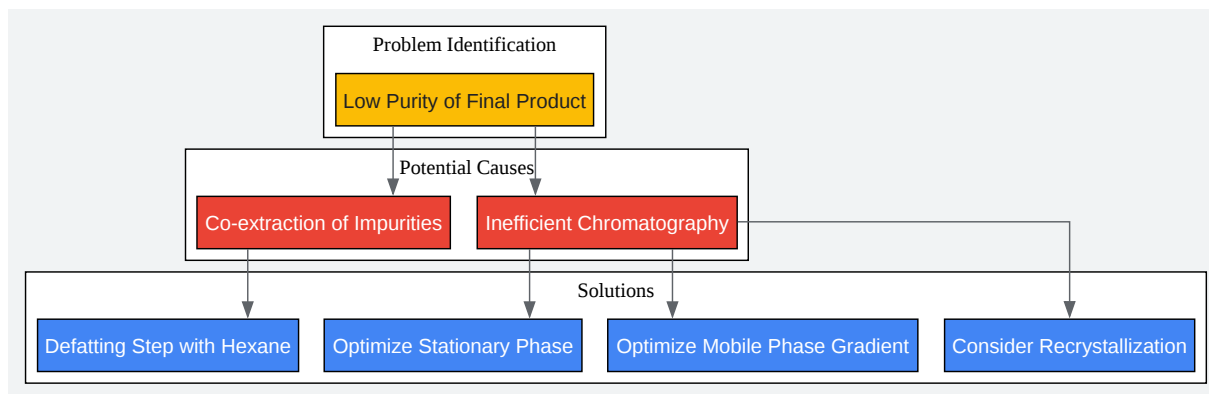 Problem Identification
Low Purity of Final Product
Potential Causes
Co-extraction of Impurities
Inefficient Chromatography
Solutions
Defatting Step with Hexane
Optimize Stationary Phase
Optimize Mobile Phase Gradient
Consider Recrystallization